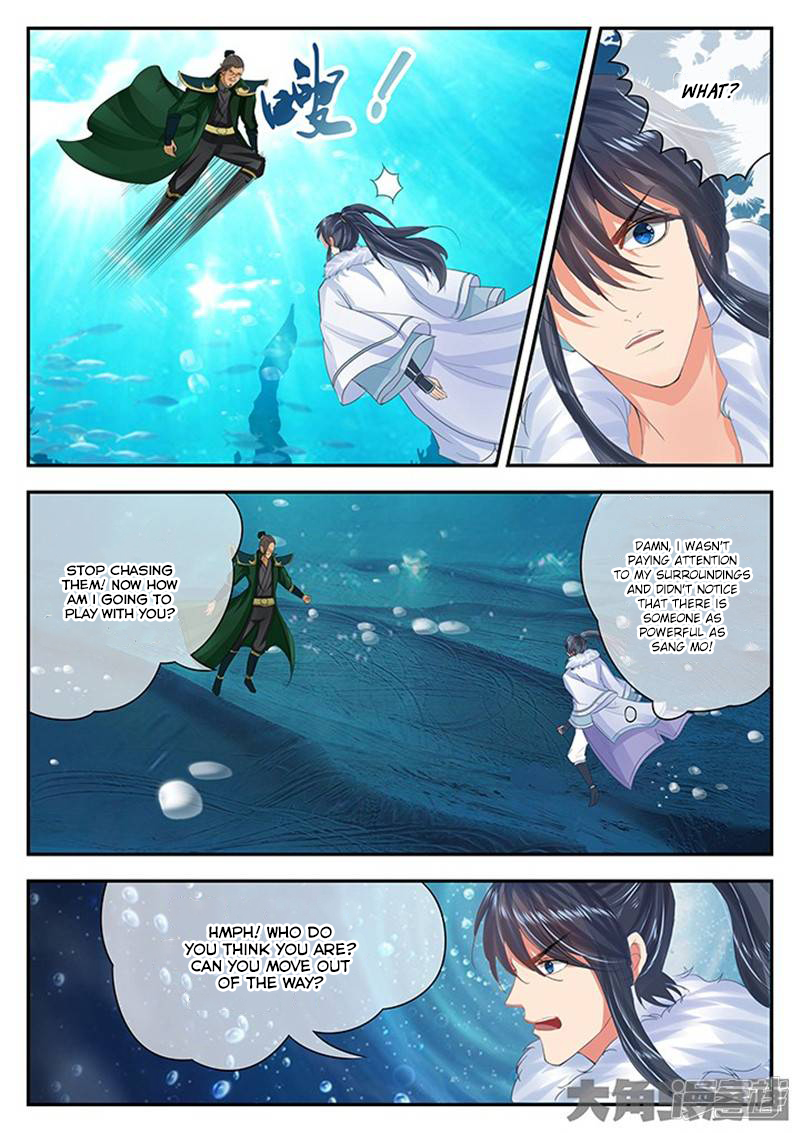 嗖!
WHAT?
STOP CHASING
THEM! NOW HOW
AM I GOING TO
PLAY WITH YOU?
DAMN, I WASN'T
PAYING ATTENTION
TO MY SURROUNDINGS
AND DIDN'T NOTICE
THAT THERE IS
SOMEONE AS
POWERFUL AS
SANG MO!
HMPH! WHO DO
YOU THINK YOU ARE?
CAN YOU MOVE OUT
OF THE WAY?
大角